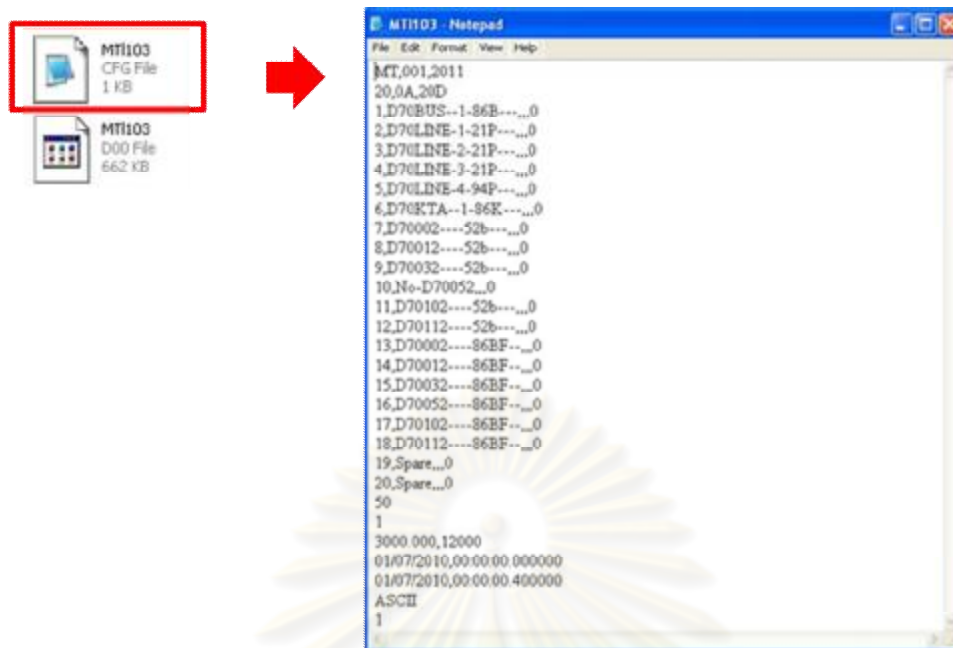 MTI103
CFG File
1 KB
MTI103
D00 File
662 KB
MTI103 - Notepad
File Edit Format View Help
MT,001,2011
20,0A,20D
1,D70BUS--1-86B---,,,0
2,D70LINE-1-21P---,,,0
3,D70LINE-2-21P---,,,0
4,D70LINE-3-21P---,,,0
5,D70LINE-4-94P---,,,0
6,D70KTA--1-86K---,,,0
7,D70002----52b---,,,0
8,D70012----52b---,,,0
9,D70032----52b---,,,0
10,No-D70052,,,0
11,D70102----52b---,,,0
12,D70112----52b---,,,0
13,D70002----86BF--,,,0
14,D70012----86BF--,,,0
15,D70032----86BF--,,,0
16,D70052----86BF--,,,0
17,D70102----86BF--,,,0
18,D70112----86BF--,,,0
19,Spare,,,0
20,Spare,,,0
50
1
3000.000,12000
01/07/2010,00:00:00.000000
01/07/2010,00:00:00.400000
ASCII
1